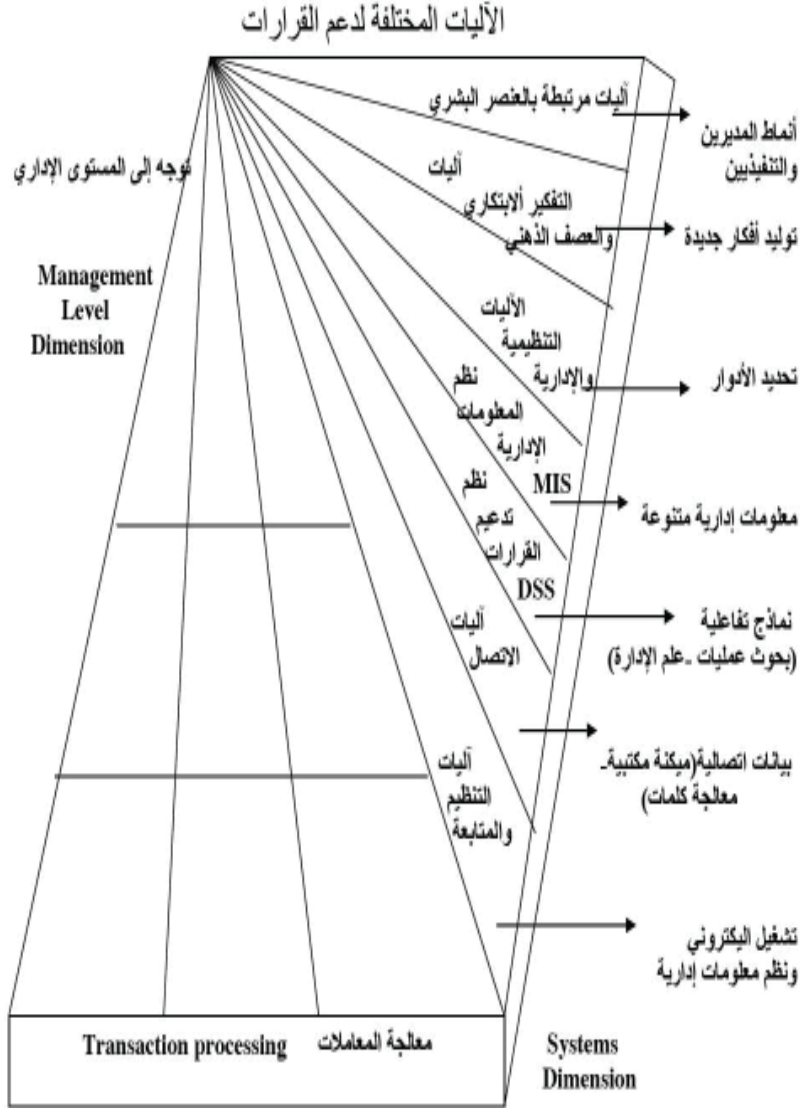 الآليات المختلفة لدعم القرارات
آليات مرتبطة بالعنصر البشري
أنماط المديرين
والتنفيذيين
توجه إلى المستوى الإداري
Management
Level
Dimension
آليات
التفكير ألابتكاري
والعصف الذهني
توليد أفكار جديدة
الآليات
التنظيمية
والإدارية
تحديد الأدوار
نظم
المعلومات
الإدارية
MIS
معلومات إدارية متنوعة
نظم
تدعيم
القرارات
DSS
نماذج تفاعلية
(بحوث عمليات -علم الإدارة)
آليات
الاتصال
بيانات اتصالية(ميكنة مكتبية-
معالجة كلمات)
آليات
التنظيم
والمتابعة
تشغيل اليكتروني
ونظم معلومات إدارية
Transaction processing معالجة المعاملات
Systems
Dimension